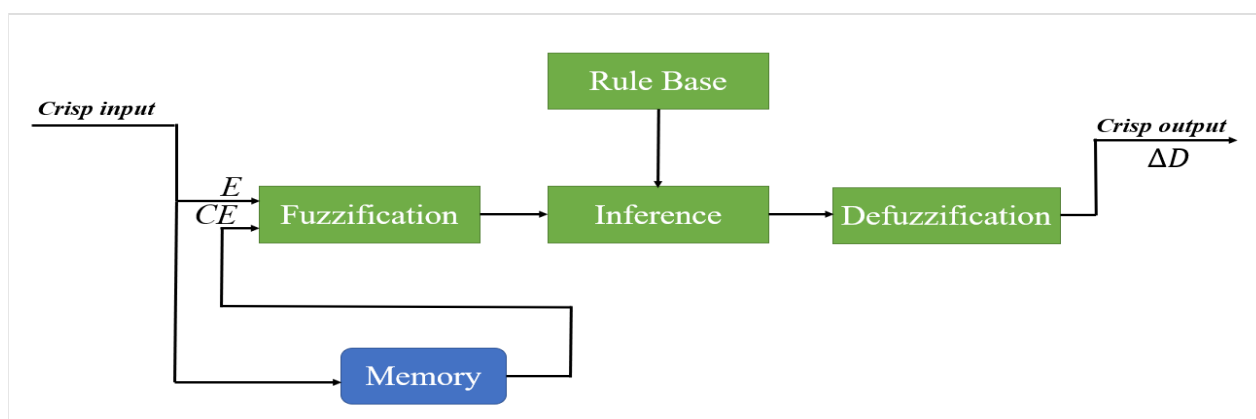 Rule Base
Crisp input
Crisp output
ΔD
E
CE
Fuzzification
Inference
Defuzzification
Memory